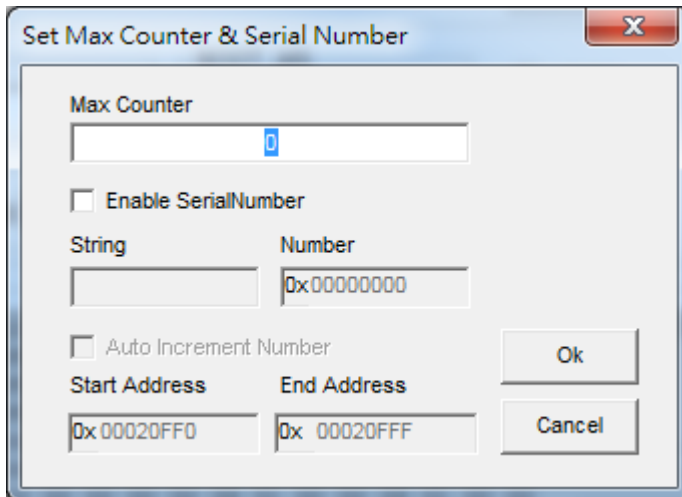 Set Max Counter & Serial Number
Max Counter
0
Enable SerialNumber
String Number
0x00000000
Auto Increment Number
Ok
Start Address End Address
0x 00020FF0 0x 00020FFF
Cancel